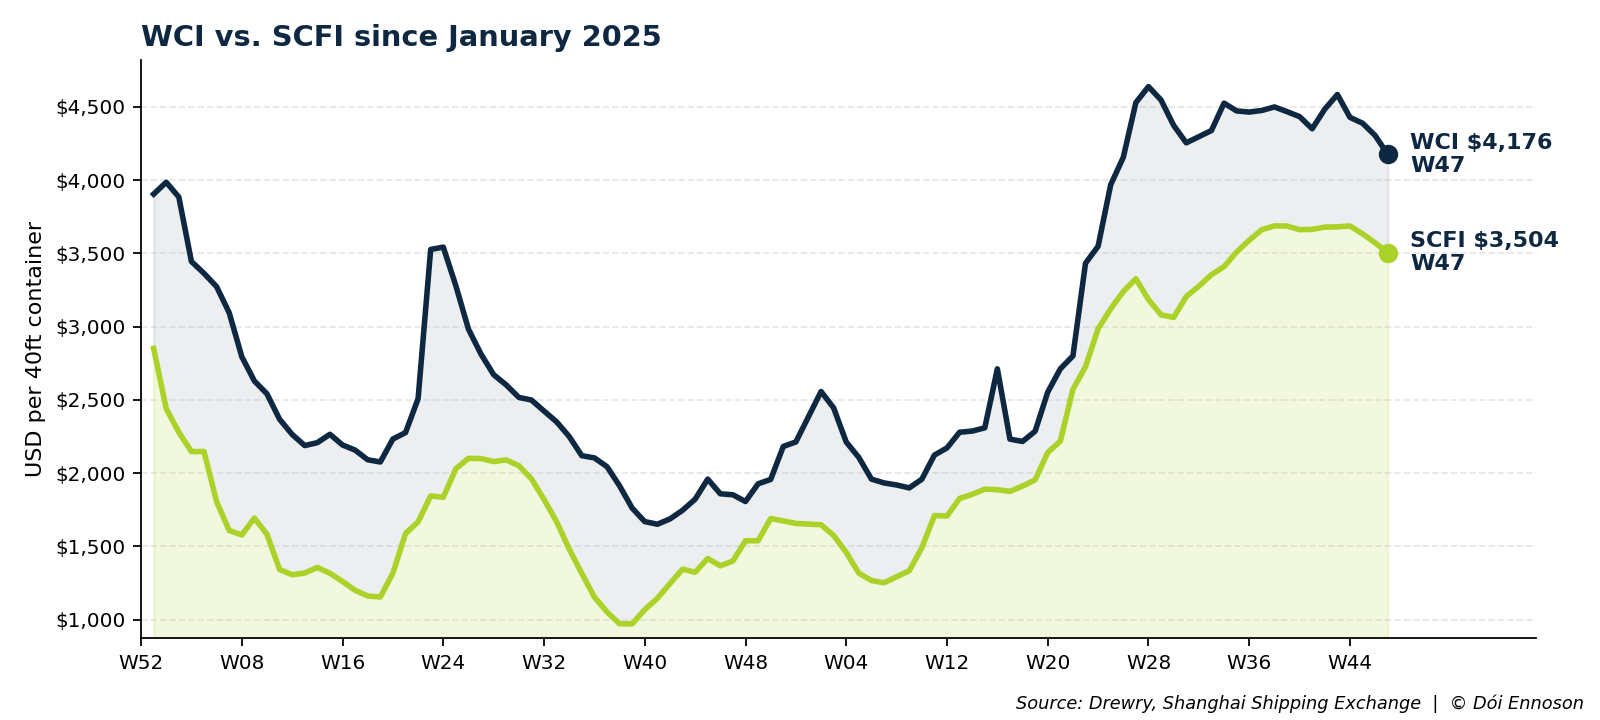 WCI vs. SCFI since January 2025
USD per 40ft container
$4,500
$4,000
$3,500
$3,000
$2,500
$2,000
$1,500
$1,000
WCI $4,176
W47
SCFI $3,504
W47
W52 W08 W16 W24 W32 W40 W48 W04 W12 W20 W28 W36 W44
Source: Drewry, Shanghai Shipping Exchange | © Dói Ennoson